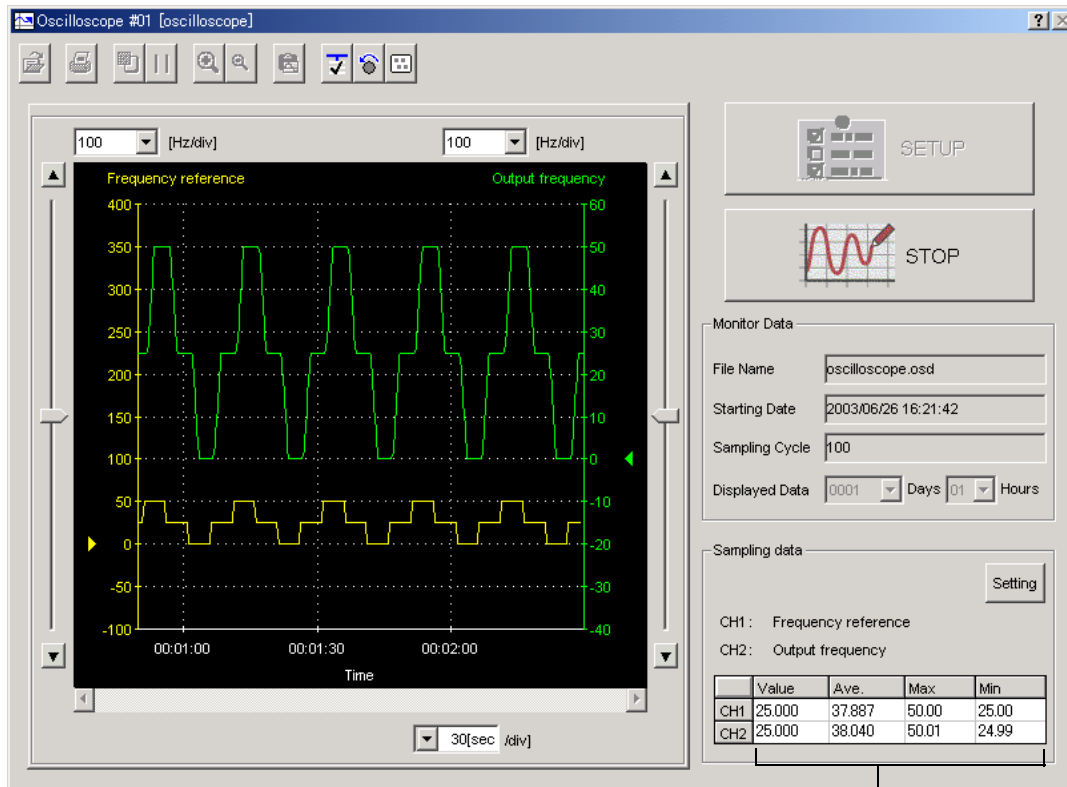 Oscilloscope #01 [oscilloscope]
100 [Hz/div] 100 [Hz/div]
Frequency reference Output frequency
400 60
350 50
300 40
250 30
200 20
150 10
100 0
50 -10
0 -20
-50 -30
-100 -40
00:01:00 00:01:30 00:02:00
Time
30[sec /div]
SETUP
STOP
Monitor Data
File Name oscilloscope.osd
Starting Date 2003/06/26 16:21:42
Sampling Cycle 100
Displayed Data 0001 Days 01 Hours
Sampling data
Setting
CH1 : Frequency reference
CH2 : Output frequency
Value Ave. Max Min
CH1 25.000 37.887 50.00 25.00
CH2 25.000 38.040 50.01 24.99